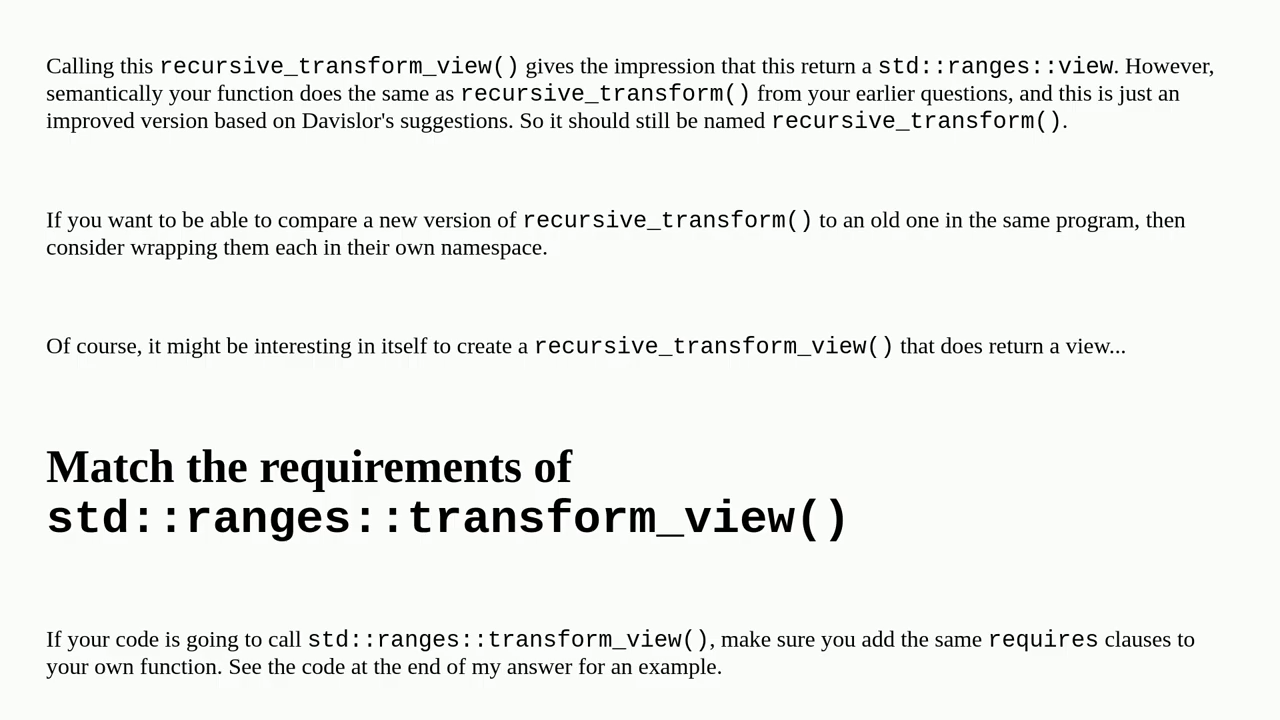 Calling this recursive_transform_view() gives the impression that this return a std::ranges::view. However,
semantically your function does the same as recursive_transform() from your earlier questions, and this is just an
improved version based on Davislor's suggestions. So it should still be named recursive_transform().
If you want to be able to compare a new version of recursive_transform() to an old one in the same program, then
consider wrapping them each in their own namespace.
Of course, it might be interesting in itself to create a recursive_transform_view() that does return a view...
Match the requirements of
std::ranges::transform_view()
If your code is going to call std::ranges::transform_view(), make sure you add the same requires clauses to
your own function. See the code at the end of my answer for an example.